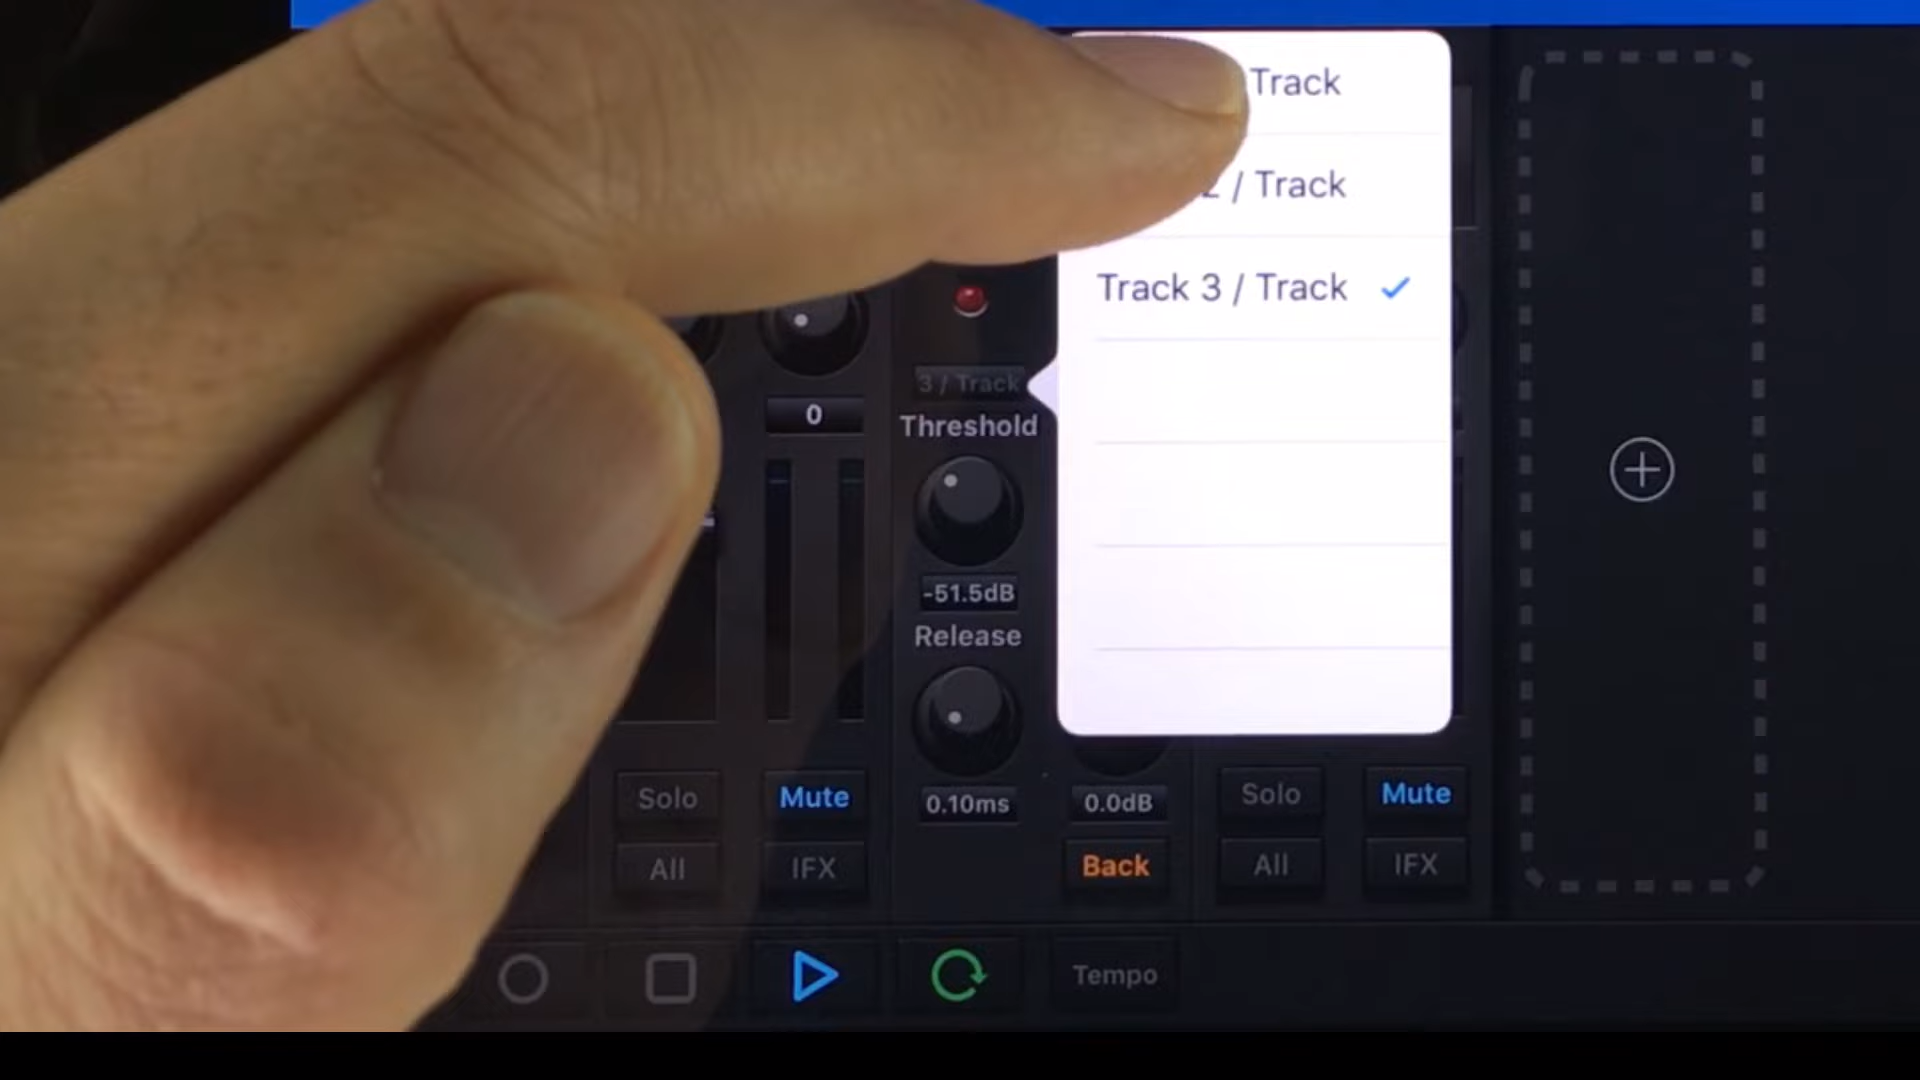 Track
/ Track
Track 3 / Track
3 / Track
0
Threshold
-51.5dB
Release
0.10ms
0.0dB
Solo
Mute
All
IFX
Back
Solo
Mute
All
IFX
Tempo